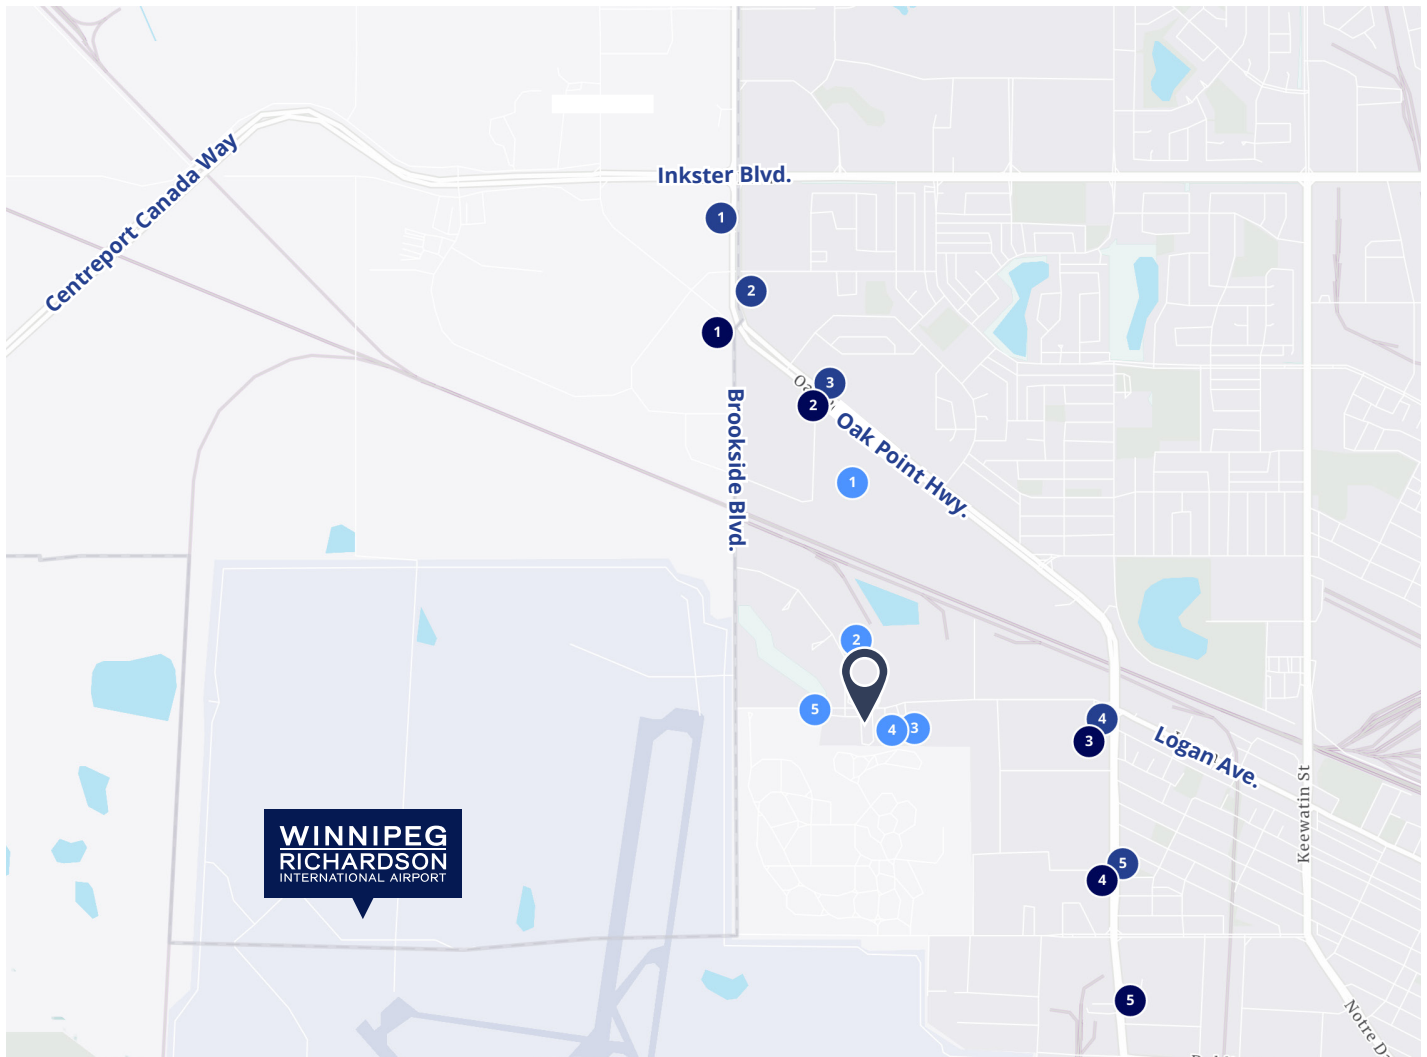 Centreport Canada Way
Inkster Blvd.
1
2
1
3
2
Oak Point Hwy.
Brookside Blvd.
1
2
5
4
3
4
3
Logan Ave.
Keewatin St
WINNIPEG
RICHARDSON
INTERNATIONAL AIRPORT
5
4
5
Notre